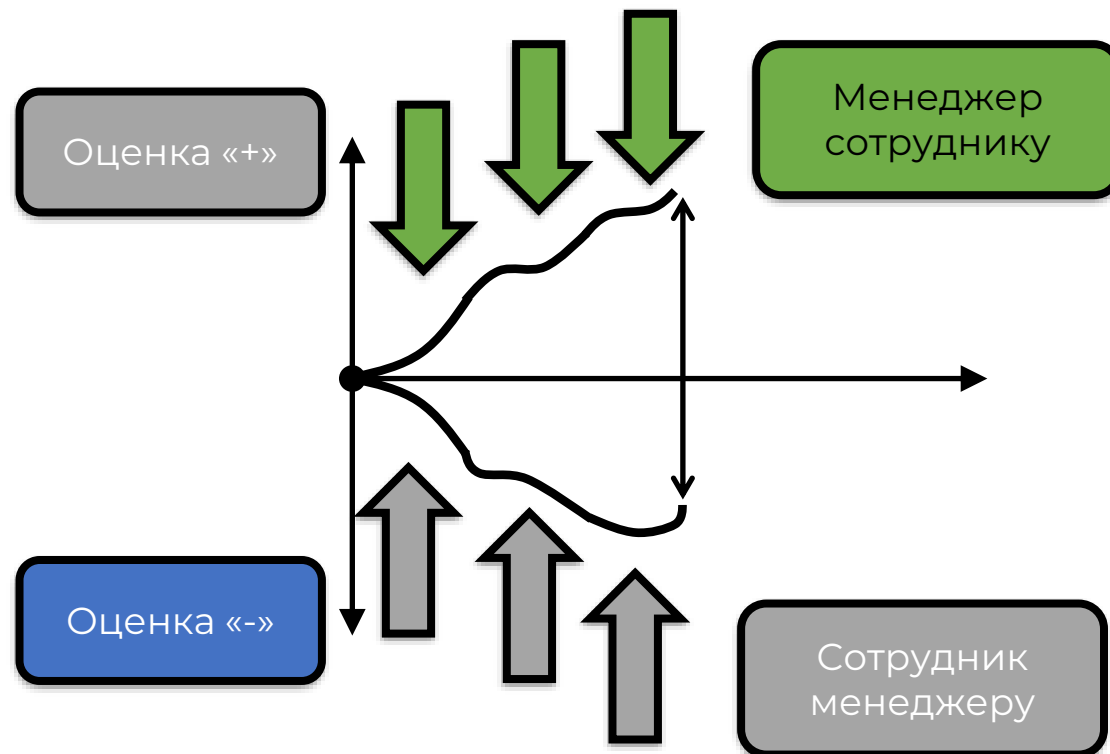 Оценка «+»
Менеджер
сотруднику
Оценка «-»
Сотрудник
менеджеру